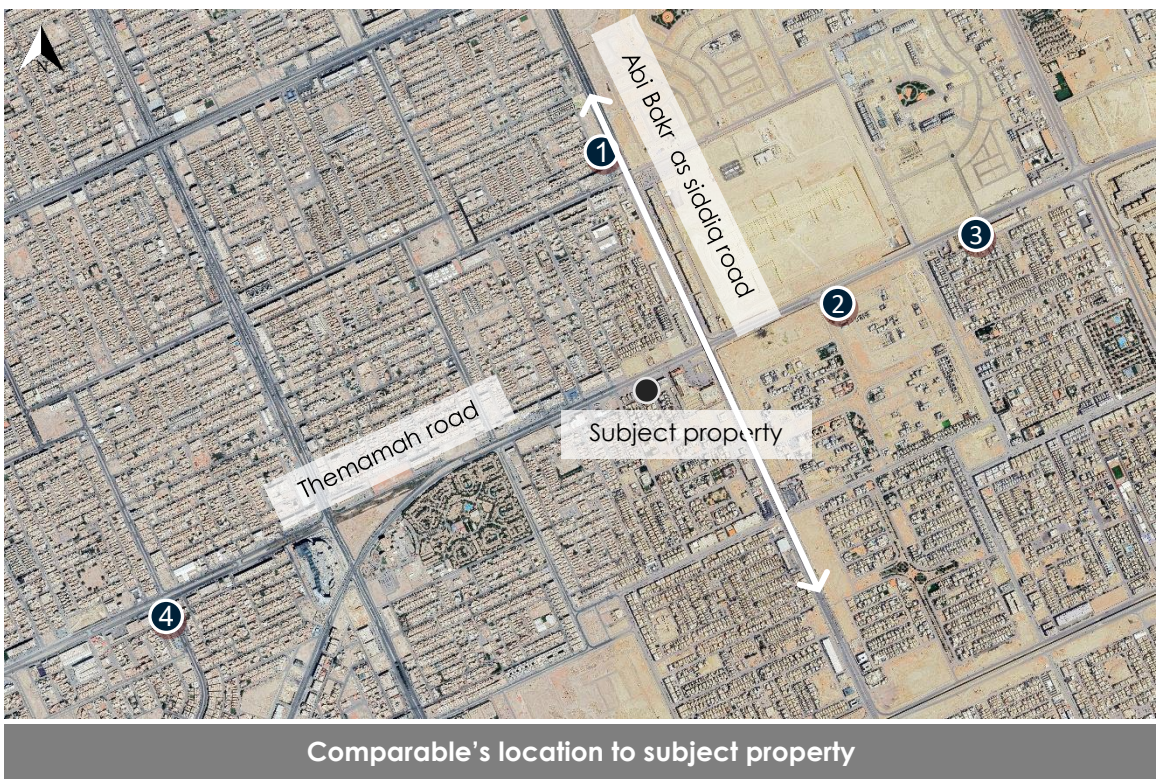 N
Abi Bakr as siddiq road
1
3
2
Subject property
Themamah road
4
Comparable's location to subject property